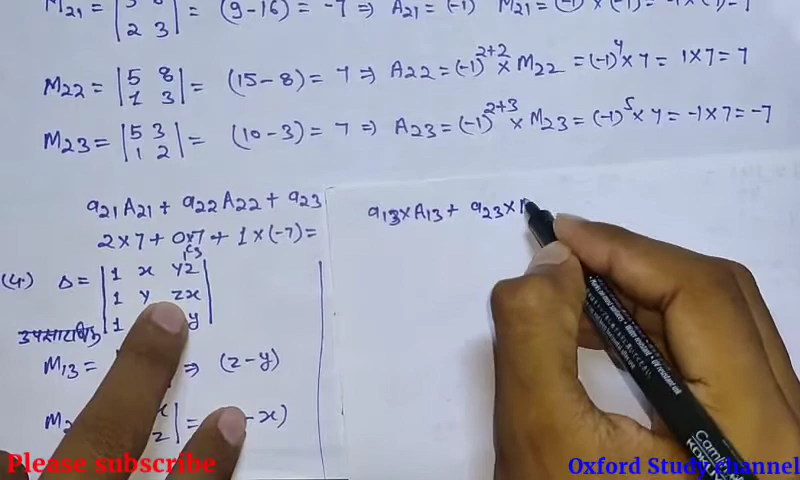 M21 = |3 8 / 2 3| = (9-16) = -7 ⇒ A21 = (-1) M21 =
M22 = |5 8 / 1 3| = (15-8) = 7 ⇒ A22 = (-1)^2+2 × M22 = (-1)^4 × 7 = 1×7 = 7
M23 = |5 3 / 1 2| = (10-3) = 7 ⇒ A23 = (-1)^2+3 × M23 = (-1)^5 × 7 = -1×7 = -7
a21A21 + a22A22 + a23
2×7 + 0×7 + 1×(-7) =
a13×A13 + a23×
(4.) Δ = |1 x yz / 1 y zx / 1 y|
M13 = ⇒ (z-y)
M = -x)
Please subscribe
Oxford Study channel